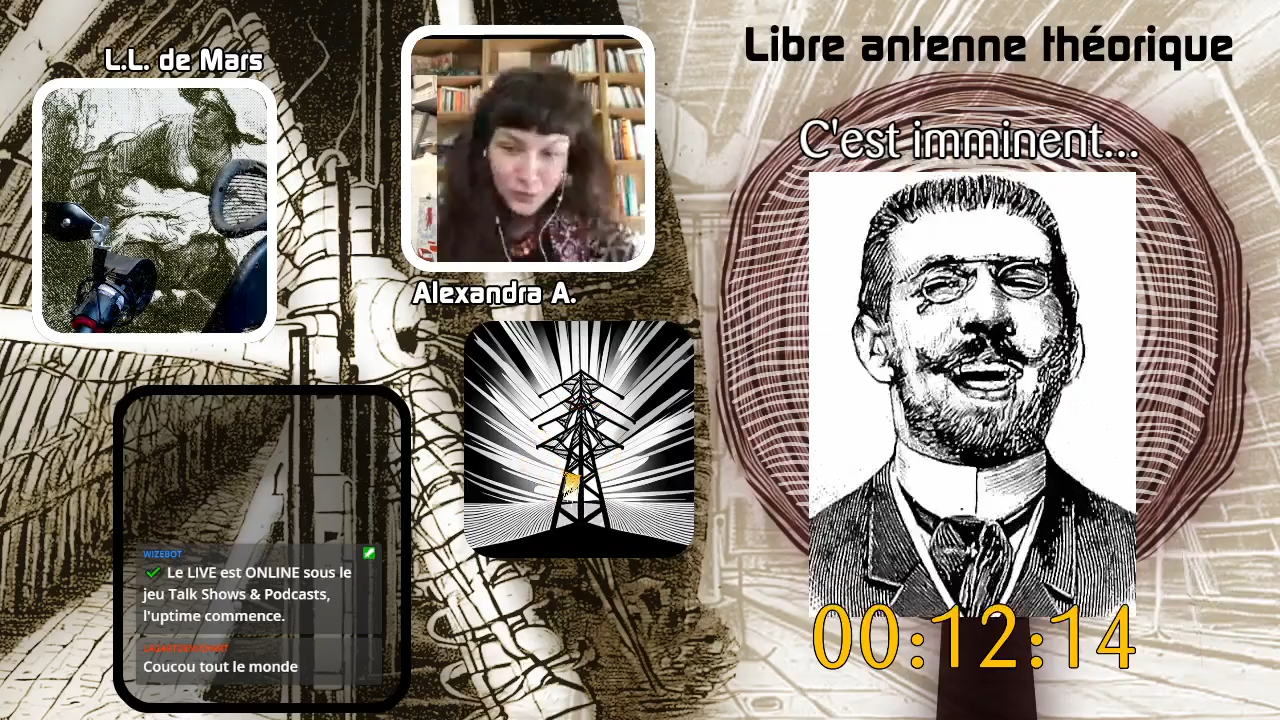 L.L. de Mars
Libre antenne théorique
C'est imminent...
Alexandra A.
WIZEBOT
Le LIVE est ONLINE sous le
jeu Talk Shows & Podcasts,
l'uptime commence.
Coucou tout le monde
00:12:14